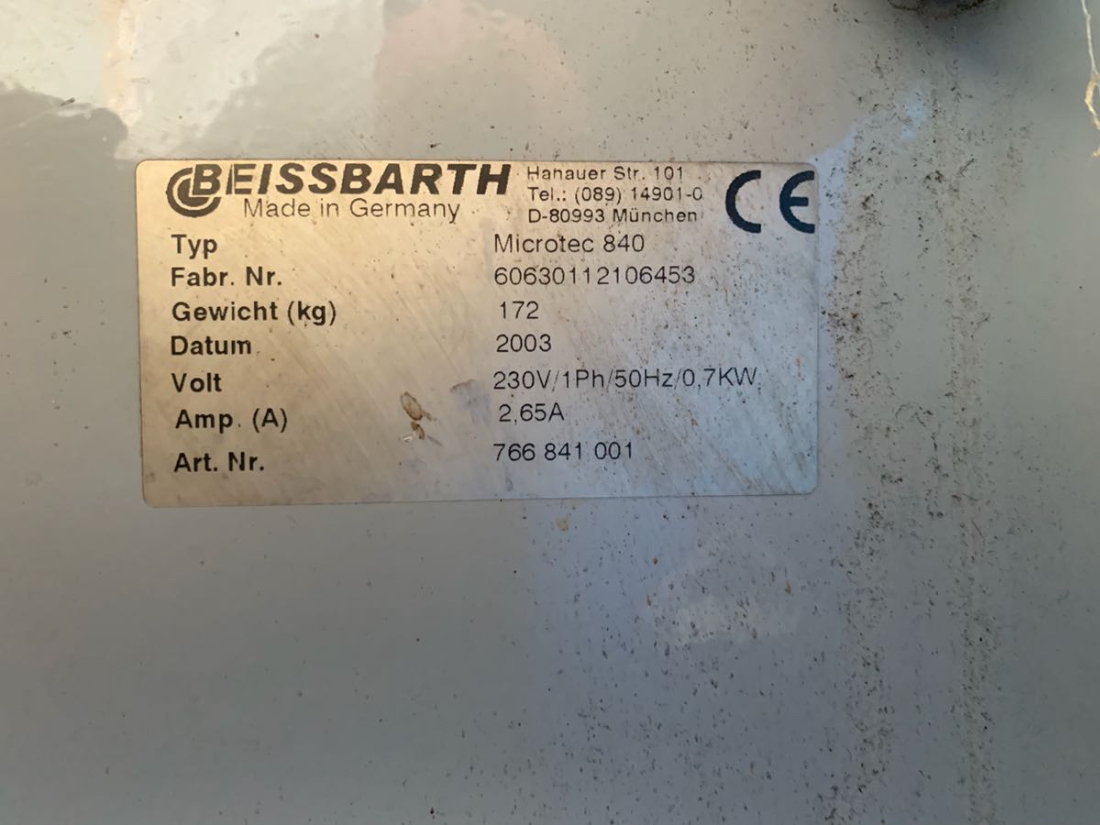 BEISSBARTH
Made in Germany
Hanauer Str. 101
Tel.: (089) 14901-0
D-80993 München
CE
Typ Microtec 840
Fabr. Nr. 60630112106453
Gewicht (kg) 172
Datum 2003
Volt 230V/1Ph/50Hz/0,7KW
Amp. (A) 2,65A
Art. Nr. 766 841 001